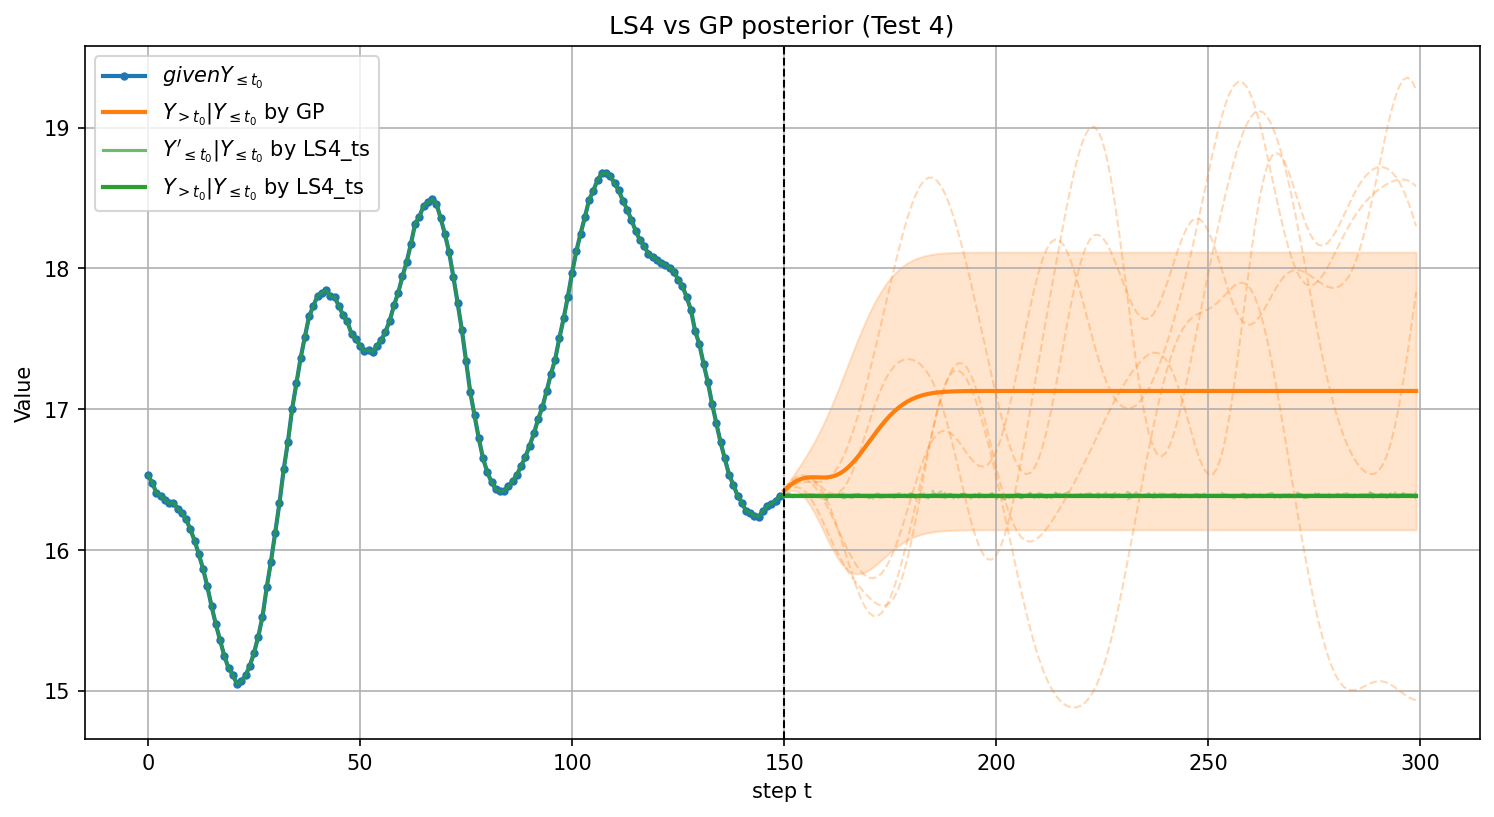 LS4 vs GP posterior (Test 4)
givenY≤t₀
Y>t₀|Y≤t₀ by GP
Y′≤t₀|Y≤t₀ by LS4_ts
Y>t₀|Y≤t₀ by LS4_ts
Value
19
18
17
16
15
0 50 100 150 200 250 300
step t